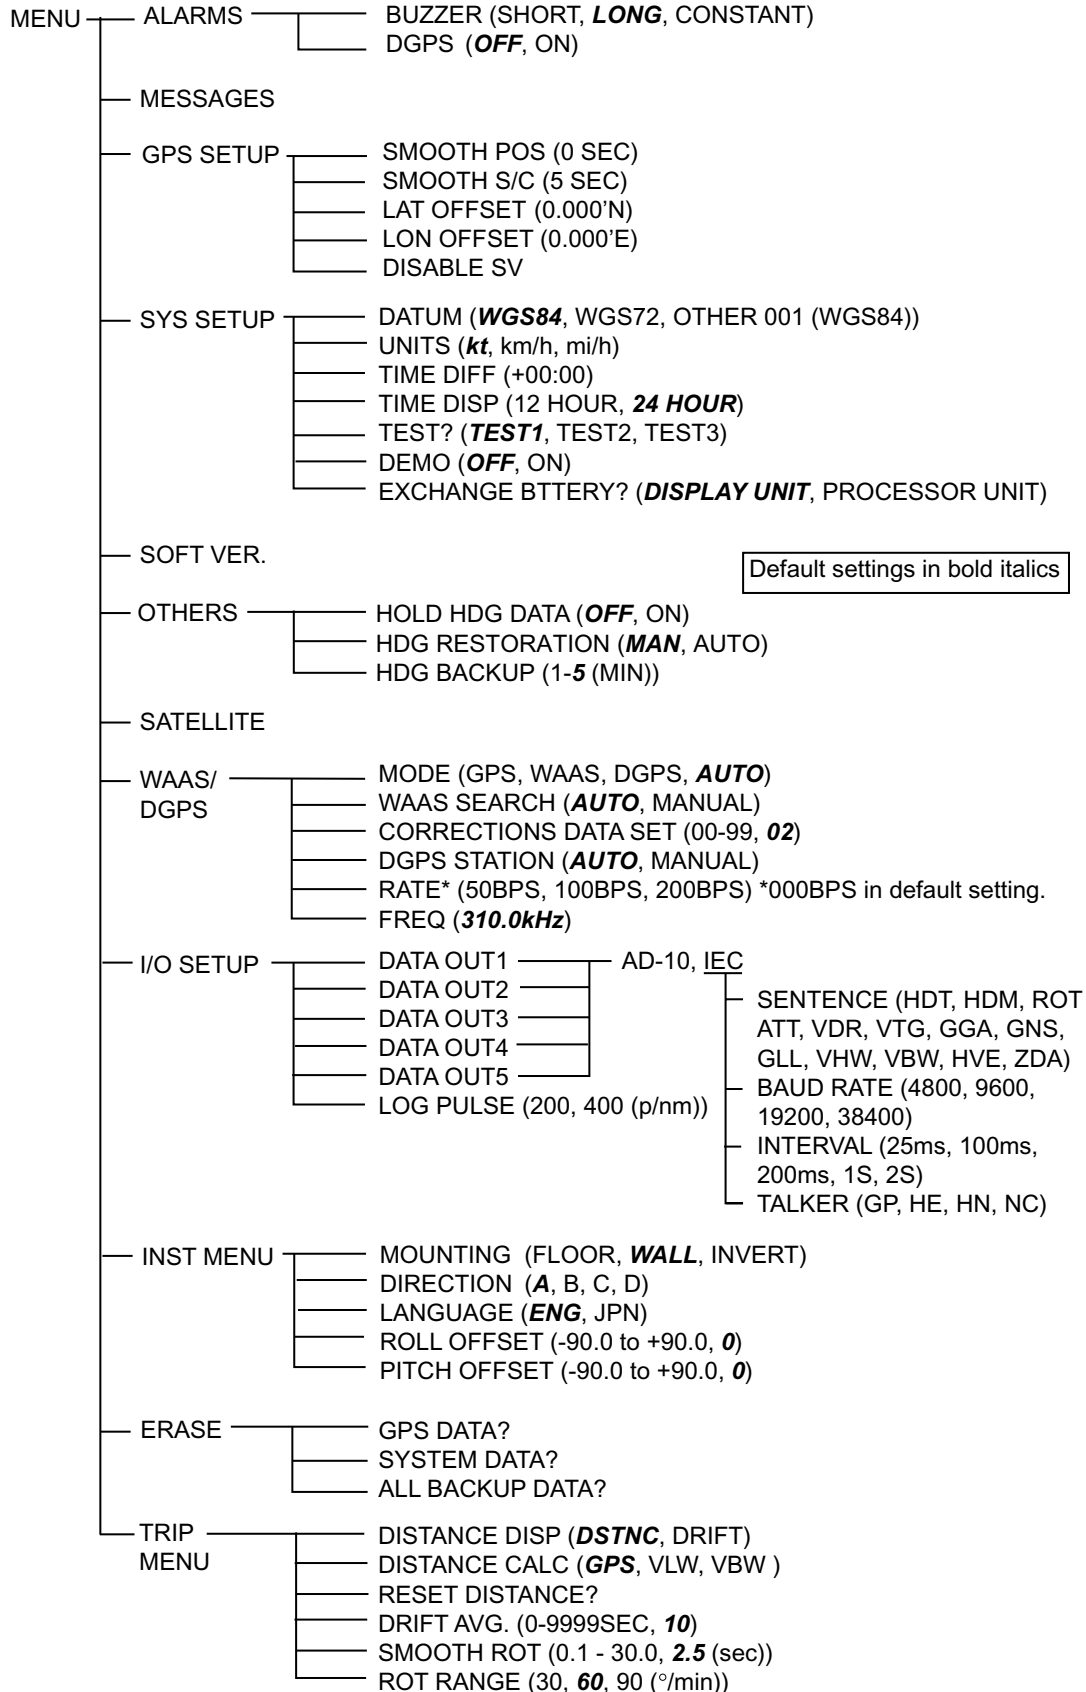 MENU
ALARMS
BUZZER (SHORT, LONG, CONSTANT)
DGPS (OFF, ON)
MESSAGES
GPS SETUP
SMOOTH POS (0 SEC)
SMOOTH S/C (5 SEC)
LAT OFFSET (0.000’N)
LON OFFSET (0.000’E)
DISABLE SV
SYS SETUP
DATUM (WGS84, WGS72, OTHER 001 (WGS84))
UNITS (kt, km/h, mi/h)
TIME DIFF (+00:00)
TIME DISP (12 HOUR, 24 HOUR)
TEST? (TEST1, TEST2, TEST3)
DEMO (OFF, ON)
EXCHANGE BTTERY? (DISPLAY UNIT, PROCESSOR UNIT)
SOFT VER.
Default settings in bold italics
OTHERS
HOLD HDG DATA (OFF, ON)
HDG RESTORATION (MAN, AUTO)
HDG BACKUP (1-5 (MIN))
SATELLITE
WAAS/
DGPS
MODE (GPS, WAAS, DGPS, AUTO)
WAAS SEARCH (AUTO, MANUAL)
CORRECTIONS DATA SET (00-99, 02)
DGPS STATION (AUTO, MANUAL)
RATE* (50BPS, 100BPS, 200BPS) *000BPS in default setting.
FREQ (310.0kHz)
I/O SETUP
DATA OUT1
DATA OUT2
DATA OUT3
DATA OUT4
DATA OUT5
LOG PULSE (200, 400 (p/nm))
AD-10, IEC
SENTENCE (HDT, HDM, ROT
ATT, VDR, VTG, GGA, GNS,
GLL, VHW, VBW, HVE, ZDA)
BAUD RATE (4800, 9600,
19200, 38400)
INTERVAL (25ms, 100ms,
200ms, 1S, 2S)
TALKER (GP, HE, HN, NC)
INST MENU
MOUNTING (FLOOR, WALL, INVERT)
DIRECTION (A, B, C, D)
LANGUAGE (ENG, JPN)
ROLL OFFSET (-90.0 to +90.0, 0)
PITCH OFFSET (-90.0 to +90.0, 0)
ERASE
GPS DATA?
SYSTEM DATA?
ALL BACKUP DATA?
TRIP
MENU
DISTANCE DISP (DSTNC, DRIFT)
DISTANCE CALC (GPS, VLW, VBW )
RESET DISTANCE?
DRIFT AVG. (0-9999SEC, 10)
SMOOTH ROT (0.1 - 30.0, 2.5 (sec))
ROT RANGE (30, 60, 90 (°/min))